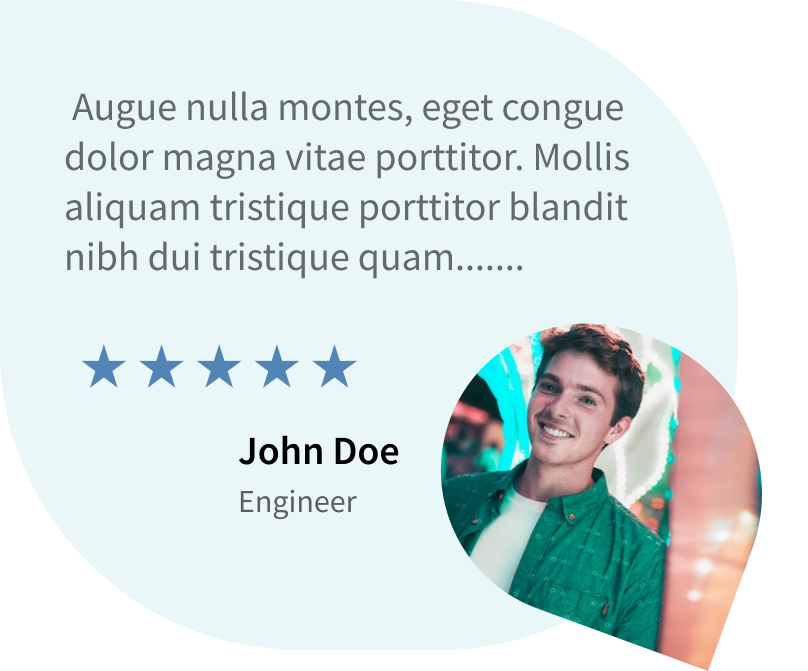 Augue nulla montes, eget congue
dolor magna vitae porttitor. Mollis
aliquam tristique porttitor blandit
nibh dui tristique quam.......
John Doe
Engineer